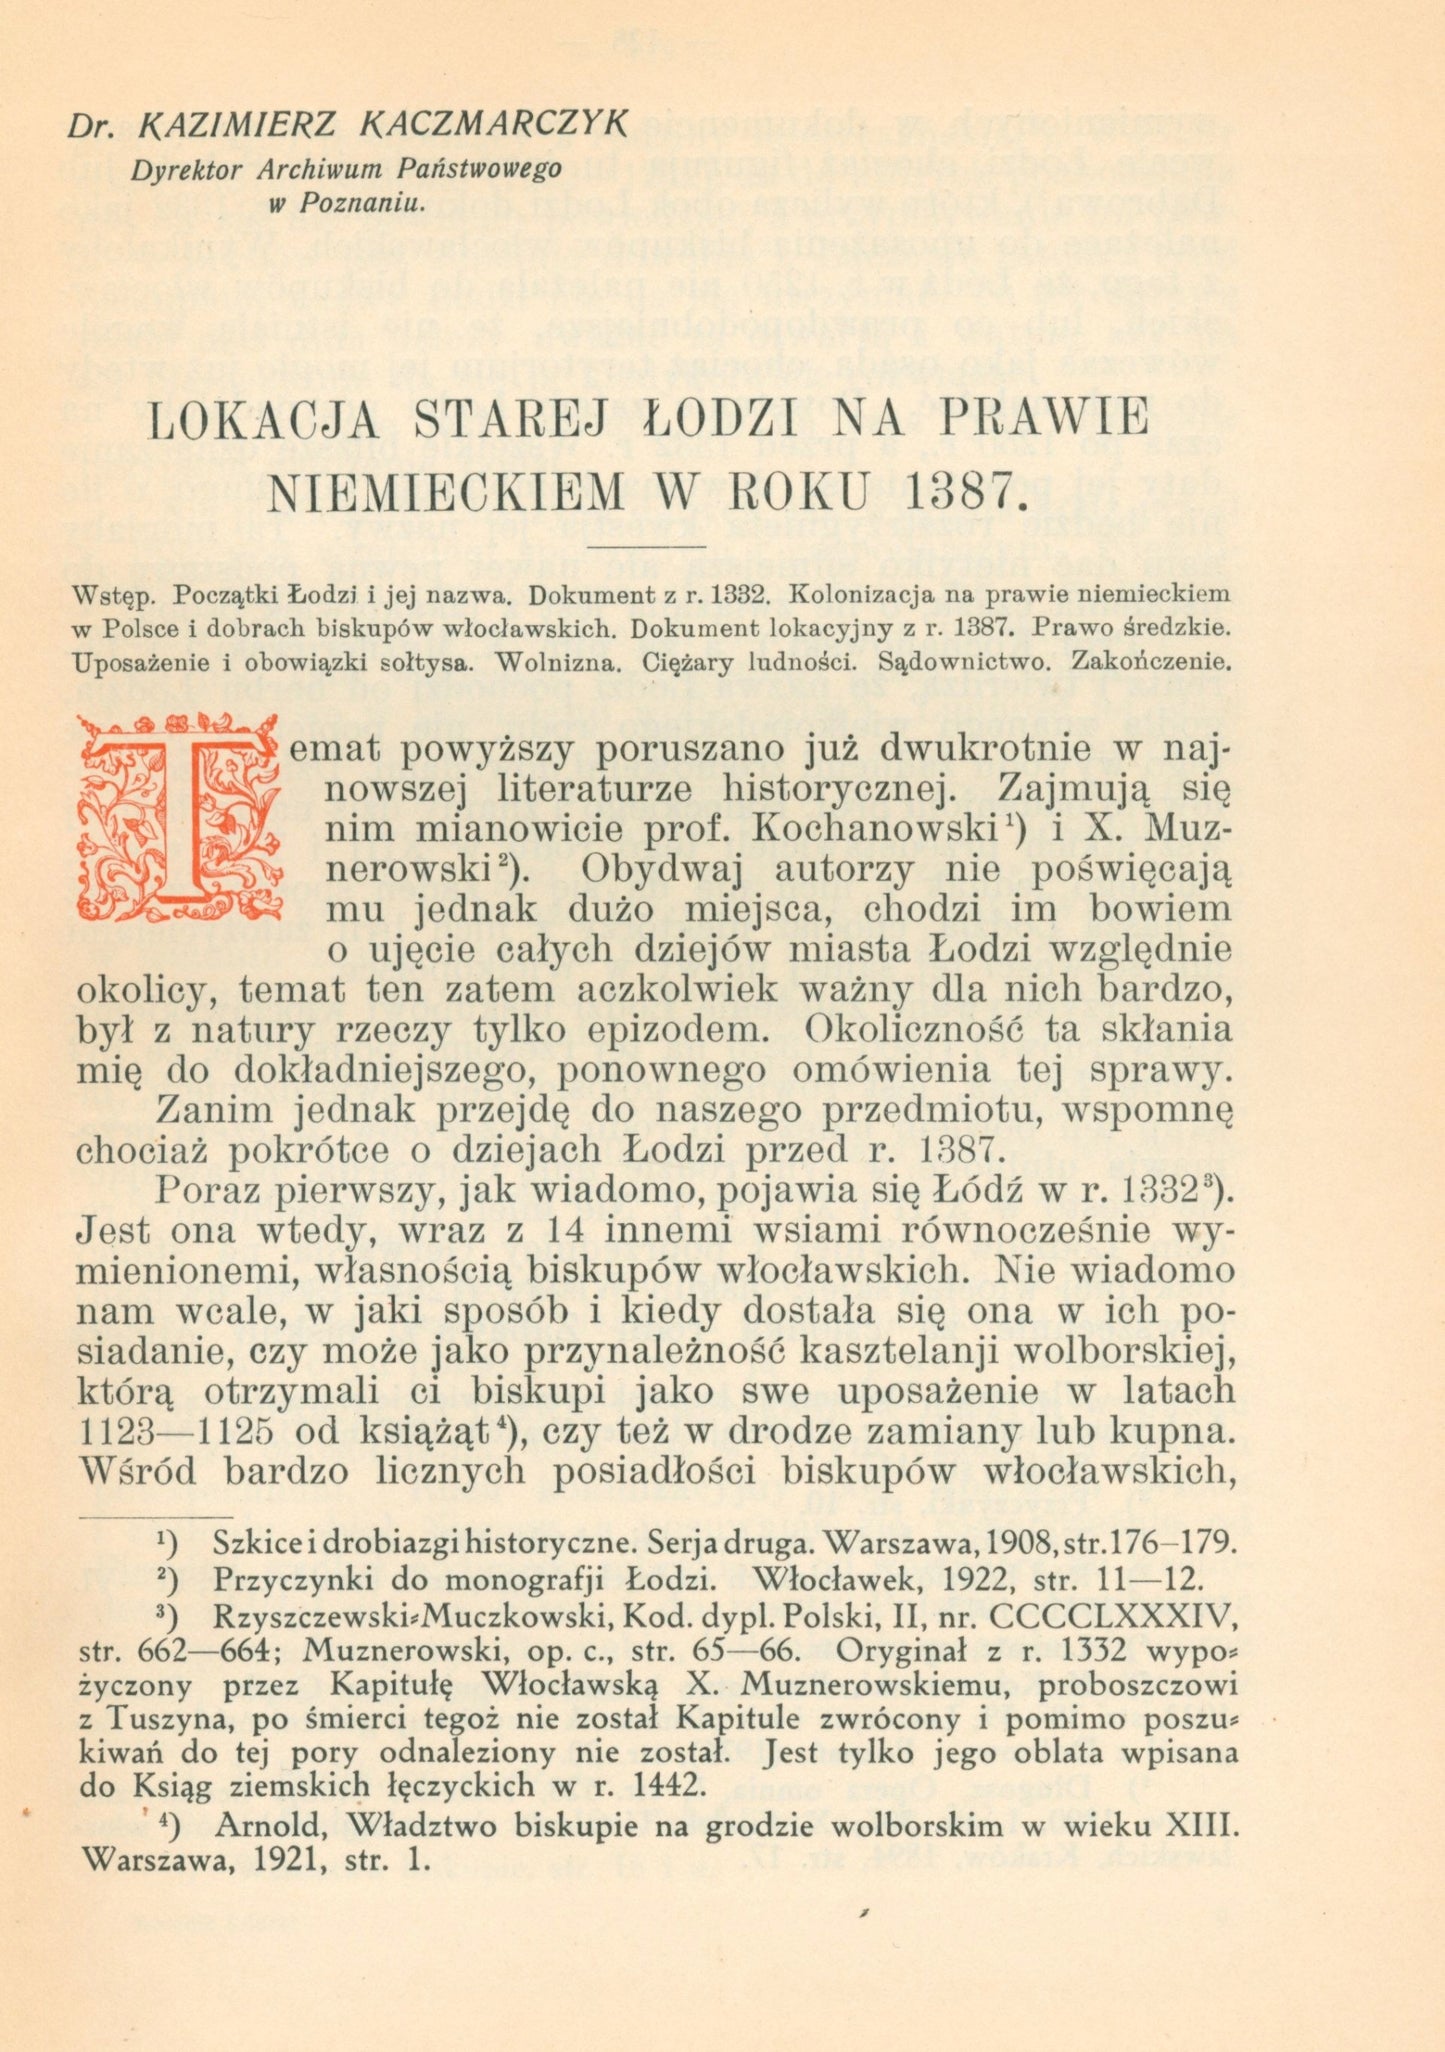 Dr. KAZIMIERZ KACZMARCZYK
Dyrektor Archiwum Państwowego
w Poznaniu.
LOKACJA STAREJ ŁODZI NA PRAWIE
NIEMIECKIEM W ROKU 1387.
Wstęp. Początki Łodzi i jej nazwa. Dokument z r. 1332. Kolonizacja na prawie niemieckiem
w Polsce i dobrach biskupów włocławskich. Dokument lokacyjny z r. 1387. Prawo średzkie.
Uposażenie i obowiązki sołtysa. Wolnizna. Ciężary ludności. Sądownictwo. Zakończenie.
Temat powyższy poruszano już dwukrotnie w naj-
nowszej literaturze historycznej. Zajmują się
nim mianowicie prof. Kochanowski¹) i X. Muz-
nerowski²). Obydwaj autorzy nie poświęcają
mu jednak dużo miejsca, chodzi im bowiem
o ujęcie całych dziejów miasta Łodzi względnie
okolicy, temat ten zatem aczkolwiek ważny dla nich bardzo,
był z natury rzeczy tylko epizodem. Okoliczność ta skłania
mię do dokładniejszego, ponownego omówienia tej sprawy.
Zanim jednak przejdę do naszego przedmiotu, wspomnę
chociaż pokrótce o dziejach Łodzi przed r. 1387.
Poraz pierwszy, jak wiadomo, pojawia się Łódź w r. 1332³).
Jest ona wtedy, wraz z 14 innemi wsiami równocześnie wy-
mienionemi, własnością biskupów włocławskich. Nie wiadomo
nam wcale, w jaki sposób i kiedy dostała się ona w ich po-
siadanie, czy może jako przynależność kasztelanji wolborskiej,
którą otrzymali ci biskupi jako swe uposażenie w latach
1123—1125 od książąt⁴), czy też w drodze zamiany lub kupna.
Wśród bardzo licznych posiadłości biskupów włocławskich,
¹) Szkice i drobiazgi historyczne. Serja druga. Warszawa, 1908, str. 176–179.
²) Przyczynki do monografji Łodzi. Włocławek, 1922, str. 11—12.
³) Rzyszczewski-Muczkowski, Kod. dypl. Polski, II, nr. CCCCLXXXIV,
str. 662—664; Muznerowski, op. c., str. 65—66. Oryginał z r. 1332 wypo-
życzony przez Kapitułę Włocławską X. Muznerowskiemu, proboszczowi
z Tuszyna, po śmierci tegoż nie został Kapitule zwrócony i pomimo poszu-
kiwań do tej pory odnaleziony nie został. Jest tylko jego oblata wpisana
do Ksiąg ziemskich łęczyckich w r. 1442.
⁴) Arnold, Władztwo biskupie na grodzie wolborskim w wieku XIII.
Warszawa, 1921, str. 1.